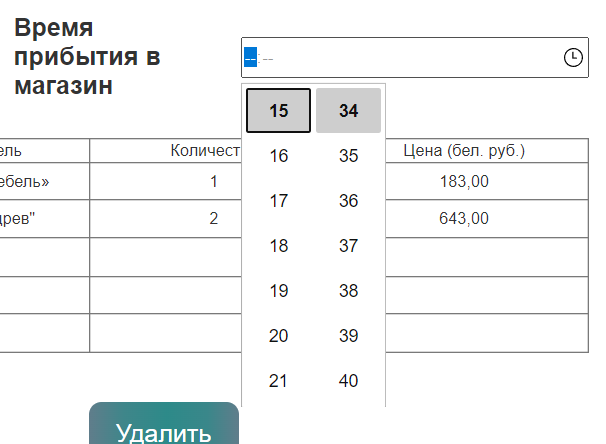 Время
прибытия в
магазин
--:--
15 34
ель Количест Цена (бел. руб.)
16 35
ебель» 1 183,00
17 36
древ" 2 643,00
18 37
19 38
20 39
21 40
Удалить